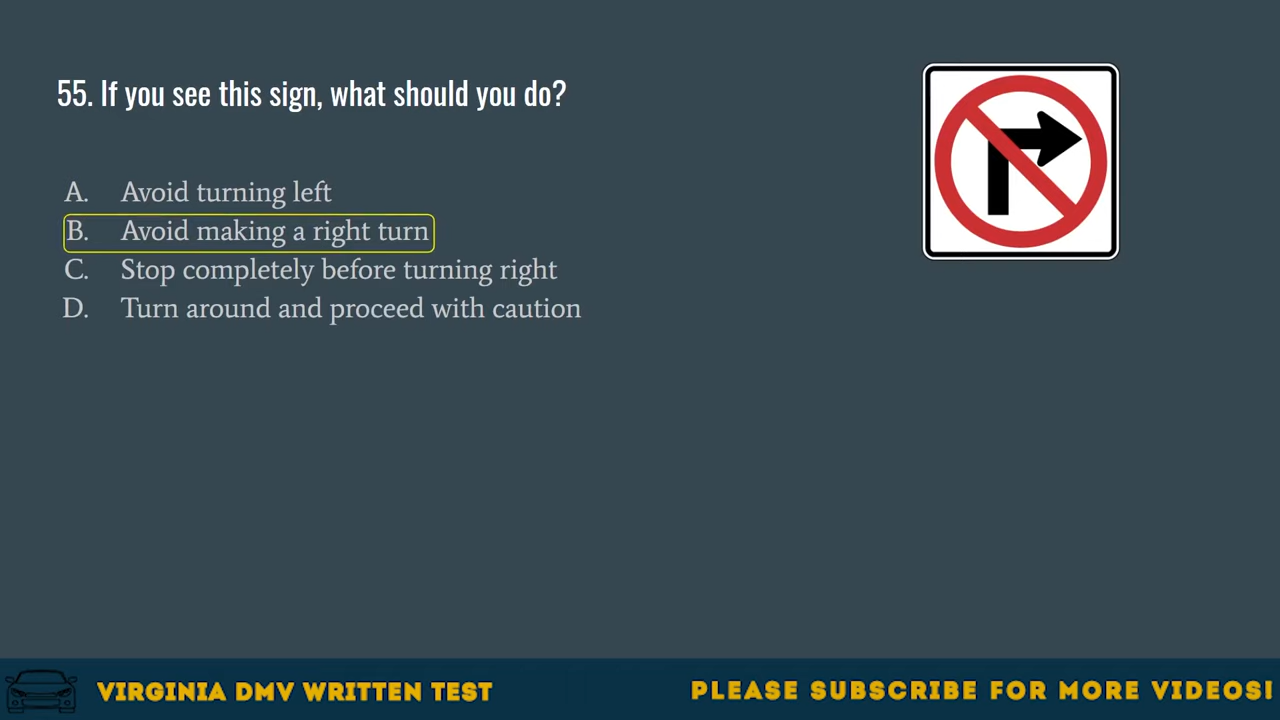 55. If you see this sign, what should you do?
A. Avoid turning left
B. Avoid making a right turn
C. Stop completely before turning right
D. Turn around and proceed with caution
VIRGINIA DMV WRITTEN TEST
PLEASE SUBSCRIBE FOR MORE VIDEOS!